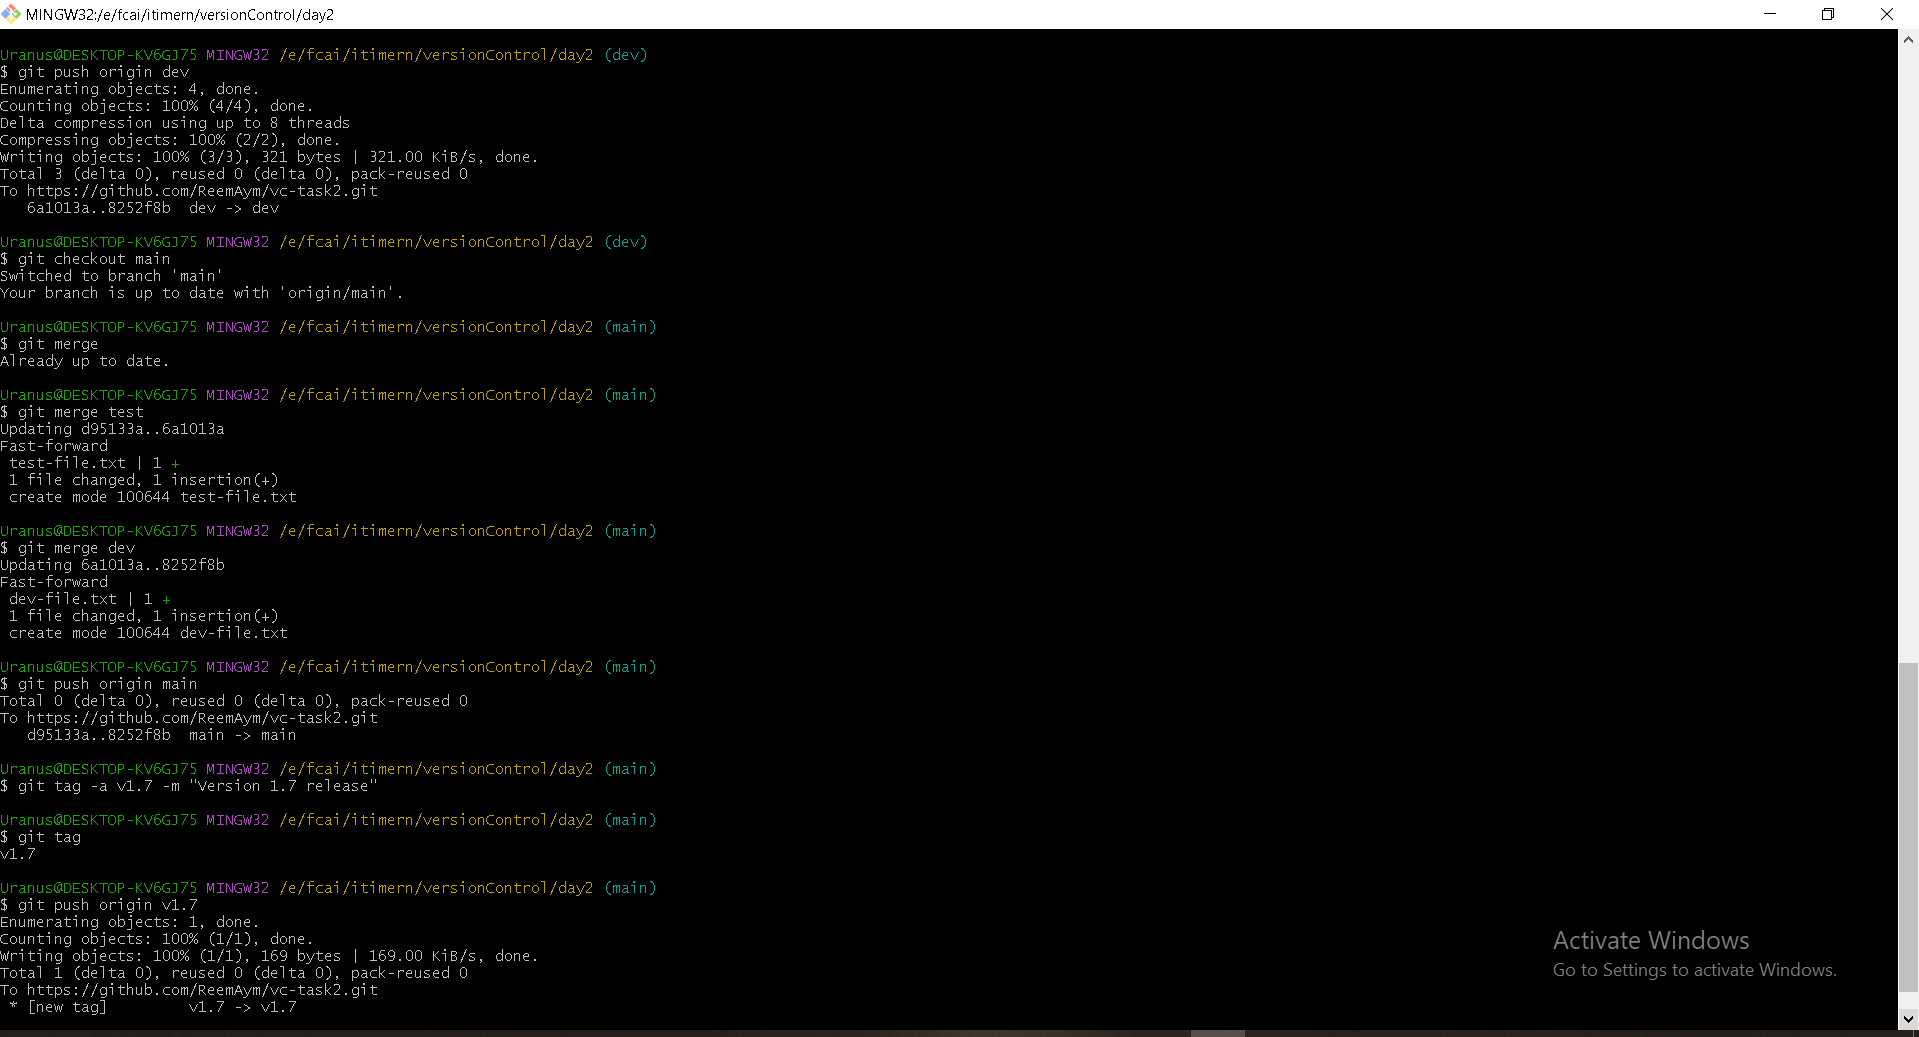 MINGW32:/e/fcai/itimern/versionControl/day2
Uranus@DESKTOP-KV6GJ75 MINGW32 /e/fcai/itimern/versionControl/day2 (dev)
$ git push origin dev
Enumerating objects: 4, done.
Counting objects: 100% (4/4), done.
Delta compression using up to 8 threads
Compressing objects: 100% (2/2), done.
Writing objects: 100% (3/3), 321 bytes | 321.00 KiB/s, done.
Total 3 (delta 0), reused 0 (delta 0), pack-reused 0
To https://github.com/ReemAym/vc-task2.git
   6a1013a..8252f8b  dev -> dev
Uranus@DESKTOP-KV6GJ75 MINGW32 /e/fcai/itimern/versionControl/day2 (dev)
$ git checkout main
Switched to branch 'main'
Your branch is up to date with 'origin/main'.
Uranus@DESKTOP-KV6GJ75 MINGW32 /e/fcai/itimern/versionControl/day2 (main)
$ git merge
Already up to date.
Uranus@DESKTOP-KV6GJ75 MINGW32 /e/fcai/itimern/versionControl/day2 (main)
$ git merge test
Updating d95133a..6a1013a
Fast-forward
 test-file.txt | 1 +
 1 file changed, 1 insertion(+)
 create mode 100644 test-file.txt
Uranus@DESKTOP-KV6GJ75 MINGW32 /e/fcai/itimern/versionControl/day2 (main)
$ git merge dev
Updating 6a1013a..8252f8b
Fast-forward
 dev-file.txt | 1 +
 1 file changed, 1 insertion(+)
 create mode 100644 dev-file.txt
Uranus@DESKTOP-KV6GJ75 MINGW32 /e/fcai/itimern/versionControl/day2 (main)
$ git push origin main
Total 0 (delta 0), reused 0 (delta 0), pack-reused 0
To https://github.com/ReemAym/vc-task2.git
   d95133a..8252f8b  main -> main
Uranus@DESKTOP-KV6GJ75 MINGW32 /e/fcai/itimern/versionControl/day2 (main)
$ git tag -a v1.7 -m "Version 1.7 release"
Uranus@DESKTOP-KV6GJ75 MINGW32 /e/fcai/itimern/versionControl/day2 (main)
$ git tag
v1.7
Uranus@DESKTOP-KV6GJ75 MINGW32 /e/fcai/itimern/versionControl/day2 (main)
$ git push origin v1.7
Enumerating objects: 1, done.
Counting objects: 100% (1/1), done.
Writing objects: 100% (1/1), 169 bytes | 169.00 KiB/s, done.
Total 1 (delta 0), reused 0 (delta 0), pack-reused 0
To https://github.com/ReemAym/vc-task2.git
 * [new tag]         v1.7 -> v1.7
Activate Windows
Go to Settings to activate Windows.